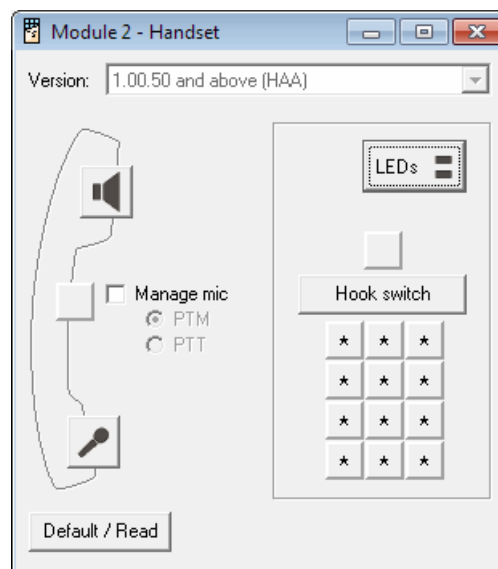 Module 2 - Handset
Version: 1.00.50 and above (HAA)
LEDs
Manage mic
PTM
PTT
Hook switch
* * *
* * *
* * *
* * *
Default / Read